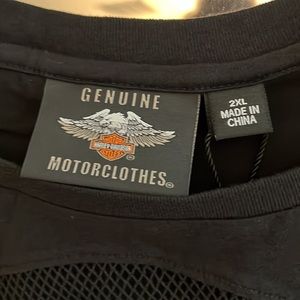 GENUINE
HARLEY-DAVIDSON
MOTORCLOTHES®
2XL
MADE IN
CHINA